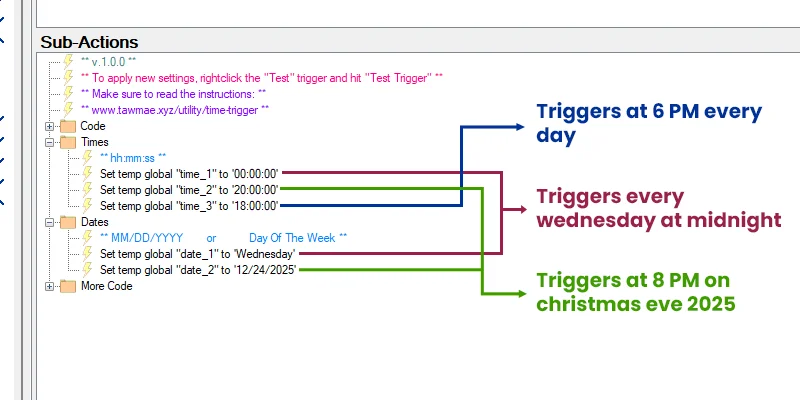 Sub-Actions
** v.1.0.0 **
** To apply new settings, rightclick the "Test" trigger and hit "Test Trigger" **
** Make sure to read the instructions: **
** www.tawmae.xyz/utility/time-trigger **
Code
Times
** hh:mm:ss **
Set temp global "time_1" to '00:00:00'
Set temp global "time_2" to '20:00:00'
Set temp global "time_3" to '18:00:00'
Dates
** MM/DD/YYYY or Day Of The Week **
Set temp global "date_1" to 'Wednesday'
Set temp global "date_2" to '12/24/2025'
More Code
Triggers at 6 PM every
day
Triggers every
wednesday at midnight
Triggers at 8 PM on
christmas eve 2025